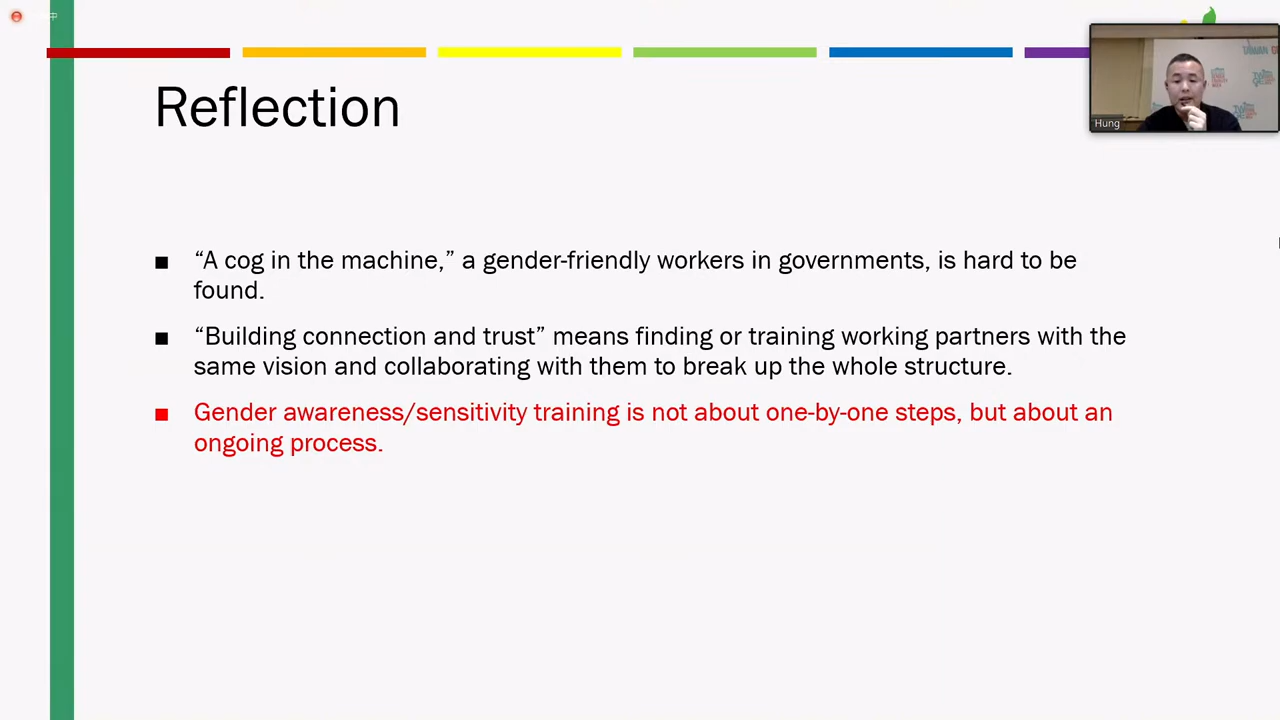 中
Reflection
“A cog in the machine,” a gender-friendly workers in governments, is hard to be
found.
“Building connection and trust” means finding or training working partners with the
same vision and collaborating with them to break up the whole structure.
Gender awareness/sensitivity training is not about one-by-one steps, but about an
ongoing process.
Hung